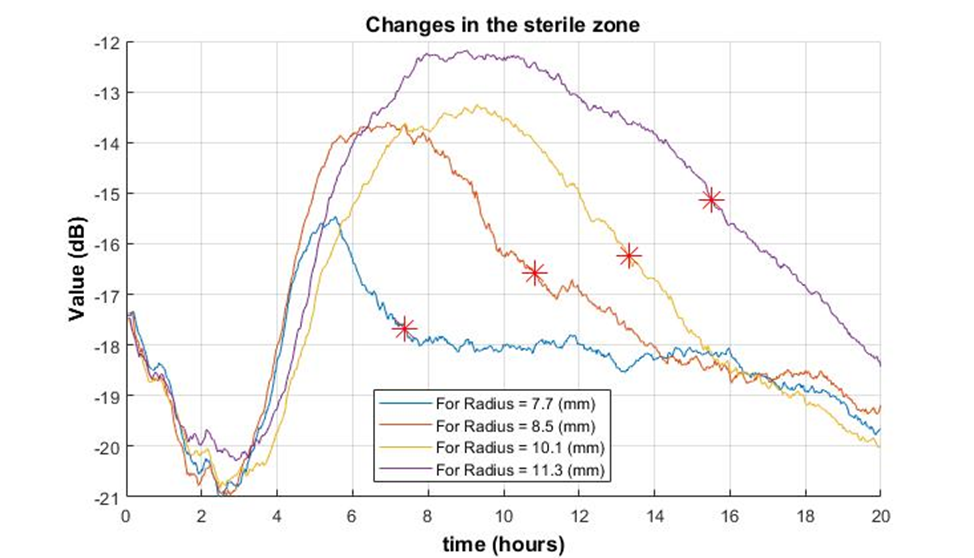 Changes in the sterile zone
Value (dB)
-12
-13
-14
-15
-16
-17
-18
-19
-20
-21
For Radius = 7.7 (mm)
For Radius = 8.5 (mm)
For Radius = 10.1 (mm)
For Radius = 11.3 (mm)
0 2 4 6 8 10 12 14 16 18 20
time (hours)